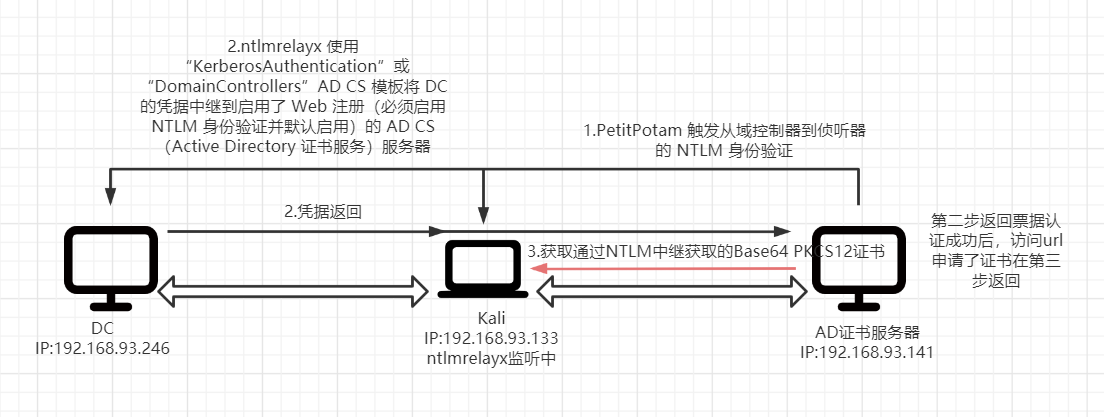 2.ntlmrelayx 使用
“KerberosAuthentication”或
“DomainControllers”AD CS 模板将 DC
的凭据中继到启用了 Web 注册（必须启用
NTLM 身份验证并默认启用）的 AD CS
（Active Directory 证书服务）服务器
1.PetitPotam 触发从域控制器到侦听器
的 NTLM 身份验证
2.凭据返回
3.获取通过NTLM中继获取的Base64 PKCS12证书
第二步返回票据认
证成功后，访问url
申请了证书在第三
步返回
DC
IP:192.168.93.246
Kali
IP:192.168.93.133
ntlmrelayx监听中
AD证书服务器
IP:192.168.93.141